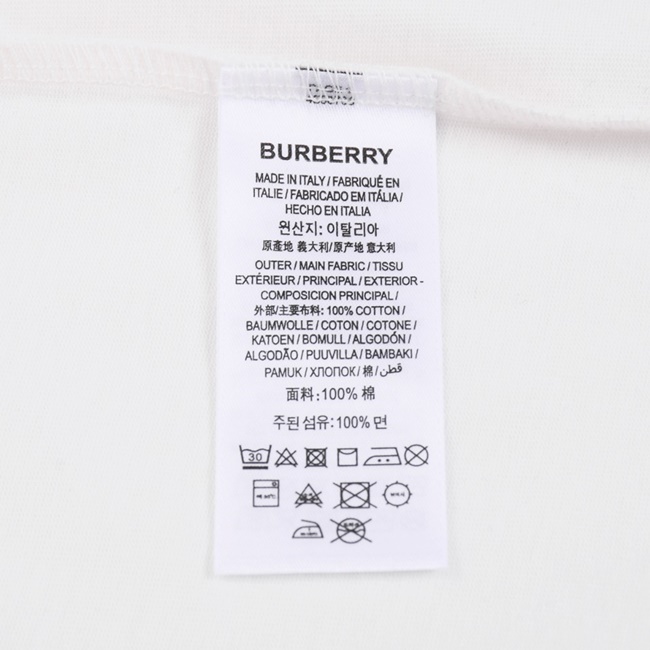 BURBERRY
MADE IN ITALY / FABRIQUÉ EN
ITALIE / FABRICADO EM ITÁLIA /
HECHO EN ITALIA
원산지: 이탈리아
原產地 義大利/原产地 意大利
OUTER / MAIN FABRIC / TISSU
EXTÉRIEUR / PRINCIPAL / EXTERIOR -
COMPOSICION PRINCIPAL /
外部/主要布料: 100% COTTON /
BAUMWOLLE / COTON / COTONE /
KATOEN / BOMULL / ALGODÓN /
ALGODÃO / PUUVILLA / BAMBAKI /
PAMUK / ХЛОПОК / 棉 / قطن /
面料: 100% 棉
주된 섬유: 100% 면
30